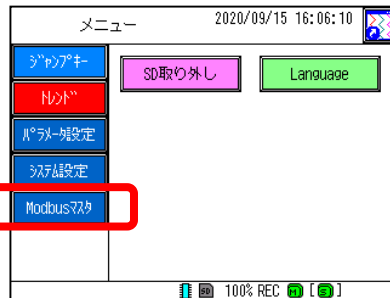 メニュー 2020/09/15 16:06:10
ｼﾞｬﾝﾌﾟｷｰ
SD取り外し Language
ﾄﾚﾝﾄﾞ
ﾊﾟﾗﾒｰﾀ設定
ｼｽﾃﾑ設定
Modbusﾏｽﾀ
SD 100% REC [M] [S]